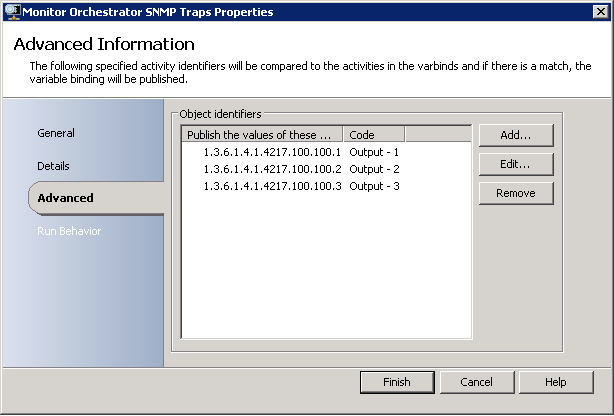 Monitor Orchestrator SNMP Traps Properties
Advanced Information
The following specified activity identifiers will be compared to the activities in the varbinds and if there is a match, the
variable binding will be published.
General
Details
Advanced
Run Behavior
Object identifiers
Publish the values of these ... Code
1.3.6.1.4.1.4217.100.100.1 Output - 1
1.3.6.1.4.1.4217.100.100.2 Output - 2
1.3.6.1.4.1.4217.100.100.3 Output - 3
Add...
Edit...
Remove
Finish Cancel Help